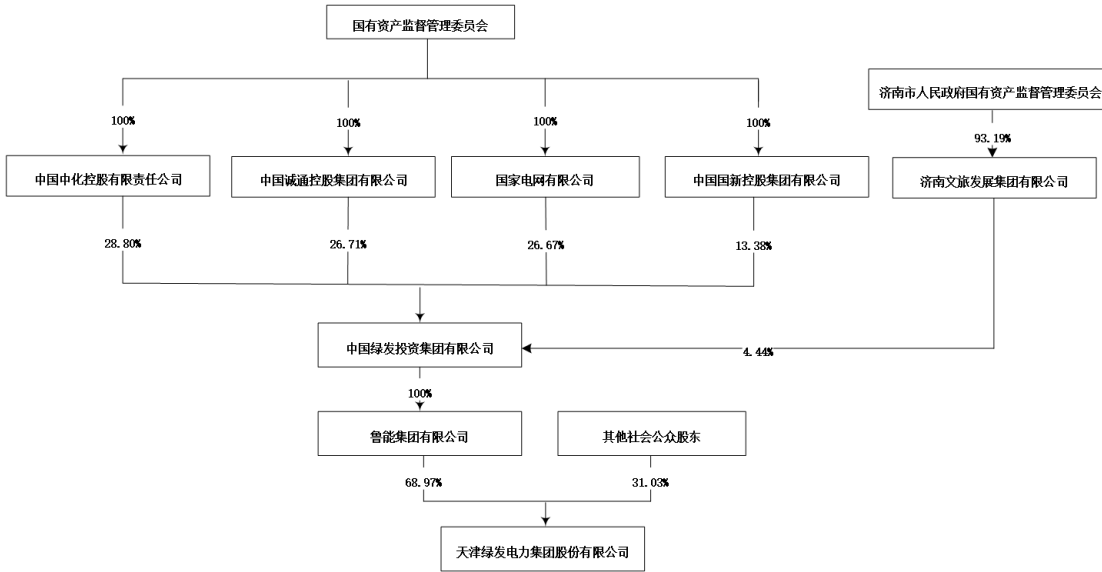 国有资产监督管理委员会
济南市人民政府国有资产监督管理委员会
100%
100%
100%
100%
93.19%
中国中化控股有限责任公司
中国诚通控股集团有限公司
国家电网有限公司
中国国新控股集团有限公司
济南文旅发展集团有限公司
28.80%
26.71%
26.67%
13.38%
中国绿发投资集团有限公司
4.44%
100%
鲁能集团有限公司
其他社会公众股东
68.97%
31.03%
天津绿发电力集团股份有限公司